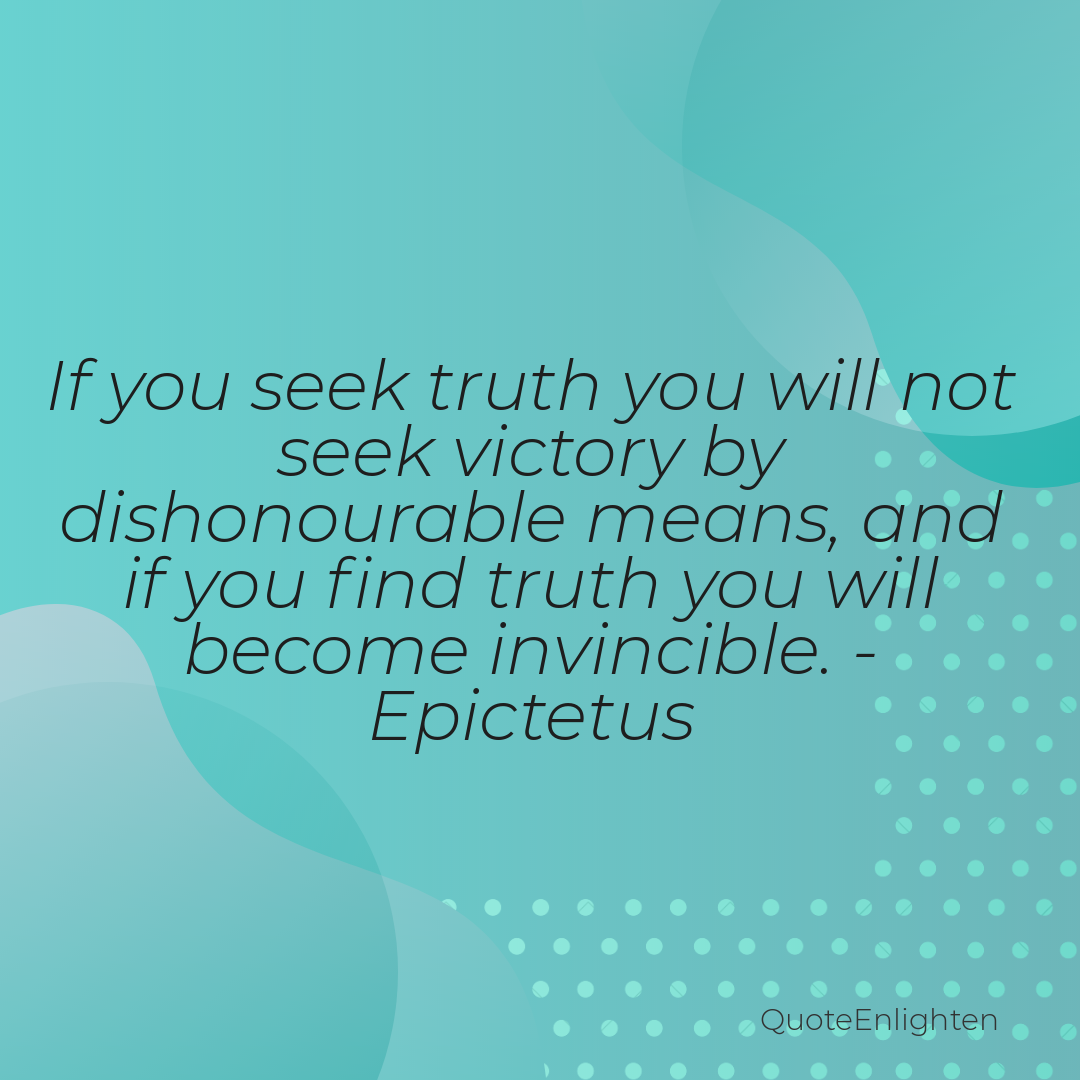 If you seek truth you will not
seek victory by
dishonourable means, and
if you find truth you will
become invincible. -
Epictetus
QuoteEnlighten